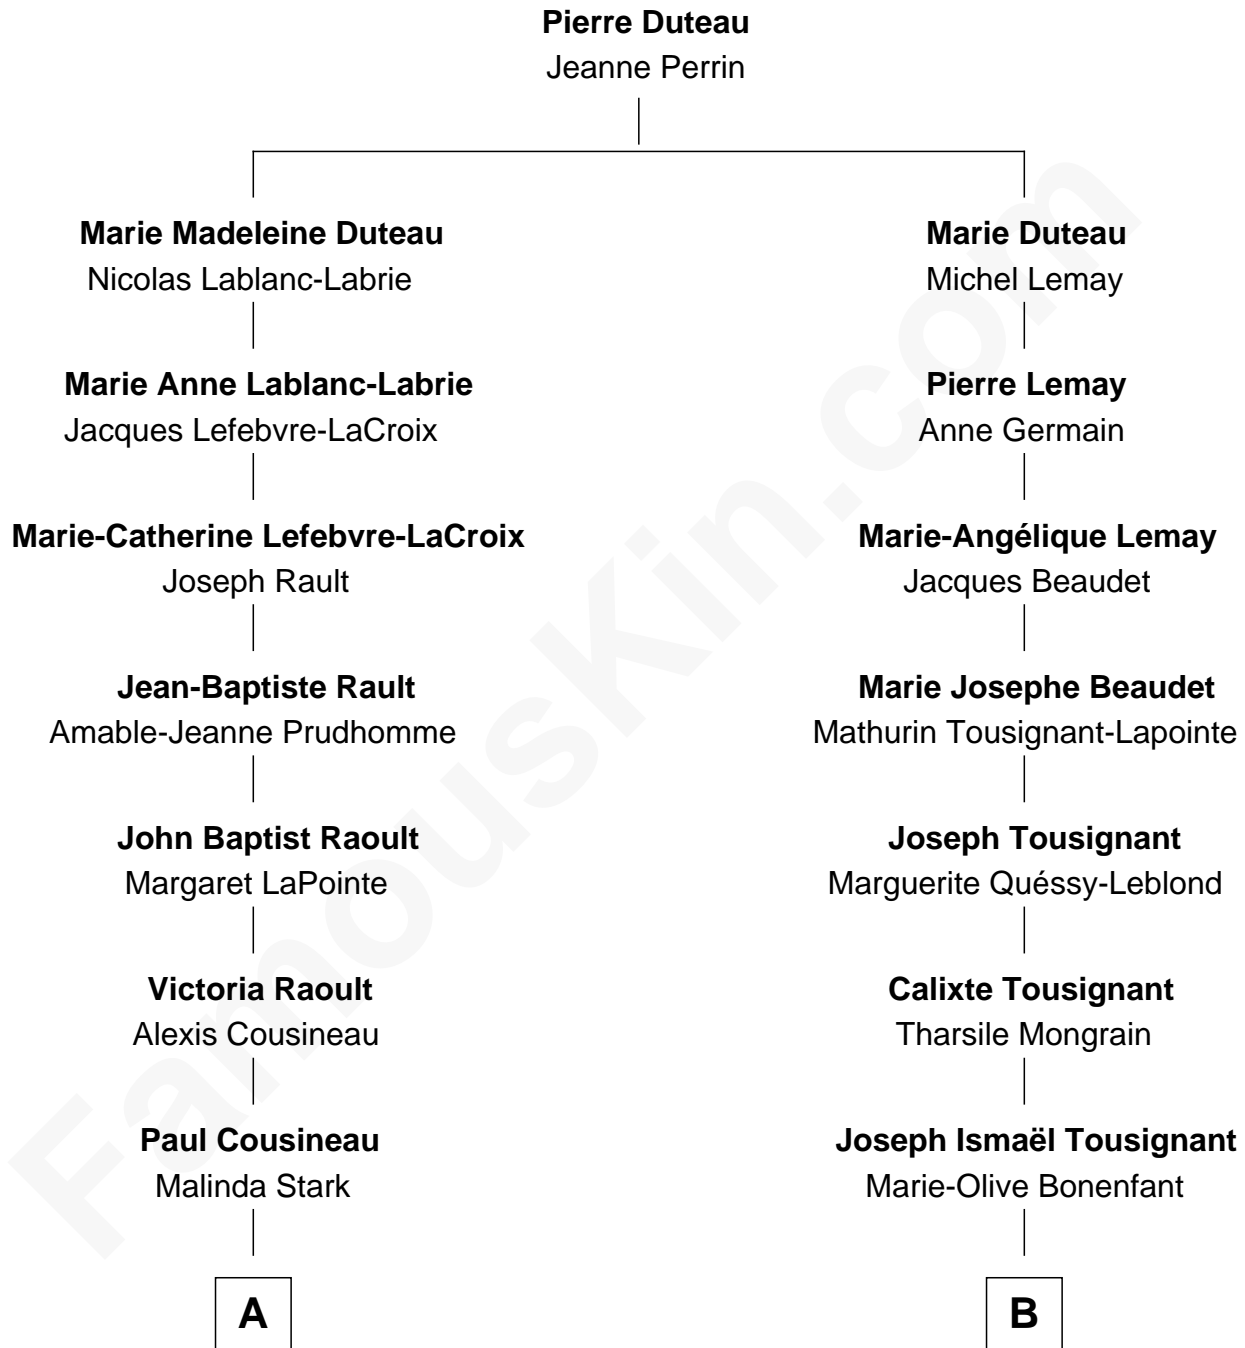 Pierre Duteau
Jeanne Perrin
Marie Madeleine Duteau
Nicolas Lablanc-Labrie
Marie Duteau
Michel Lemay
Marie Anne Lablanc-Labrie
Jacques Lefebvre-LaCroix
Pierre Lemay
Anne Germain
Marie-Catherine Lefebvre-LaCroix
Joseph Rault
Marie-Angélique Lemay
Jacques Beaudet
Jean-Baptiste Rault
Amable-Jeanne Prudhomme
Marie Josephe Beaudet
Mathurin Tousignant-Lapointe
John Baptist Raoult
Margaret LaPointe
Joseph Tousignant
Marguerite Quéssy-Leblond
Victoria Raoult
Alexis Cousineau
Calixte Tousignant
Tharsile Mongrain
Paul Cousineau
Malinda Stark
Joseph Ismaël Tousignant
Marie-Olive Bonenfant
A
B
FamousKin.com